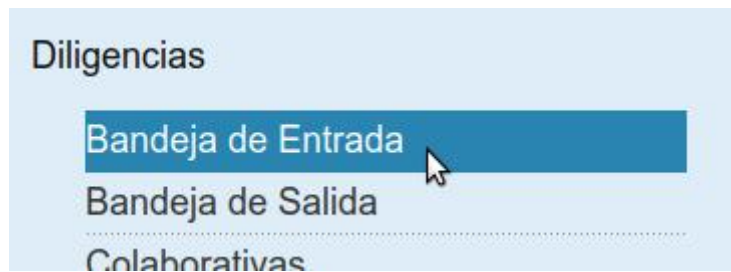 Diligencias
Bandeja de Entrada
Bandeja de Salida
Colaborativas